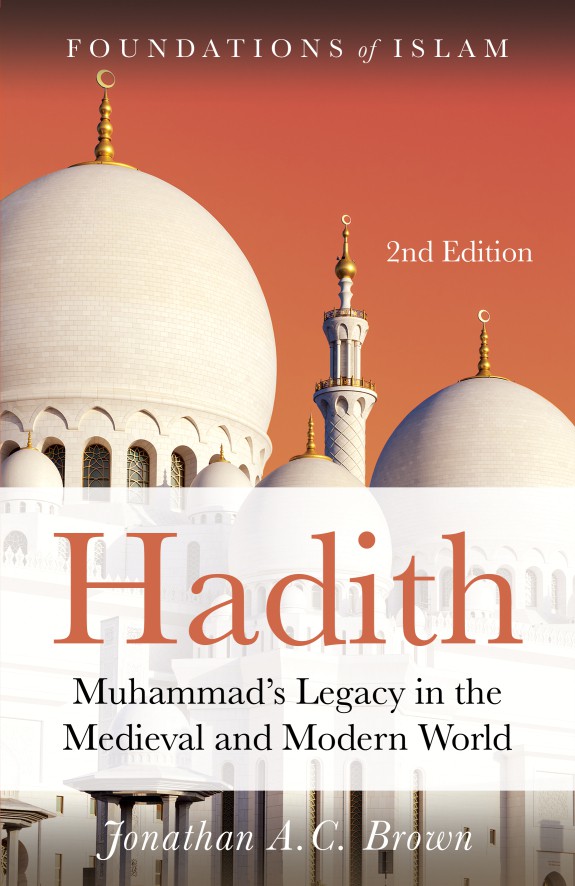 FOUNDATIONS of ISLAM
2nd Edition
Hadith
Muhammad's Legacy in the
Medieval and Modern World
Jonathan A.C. Brown